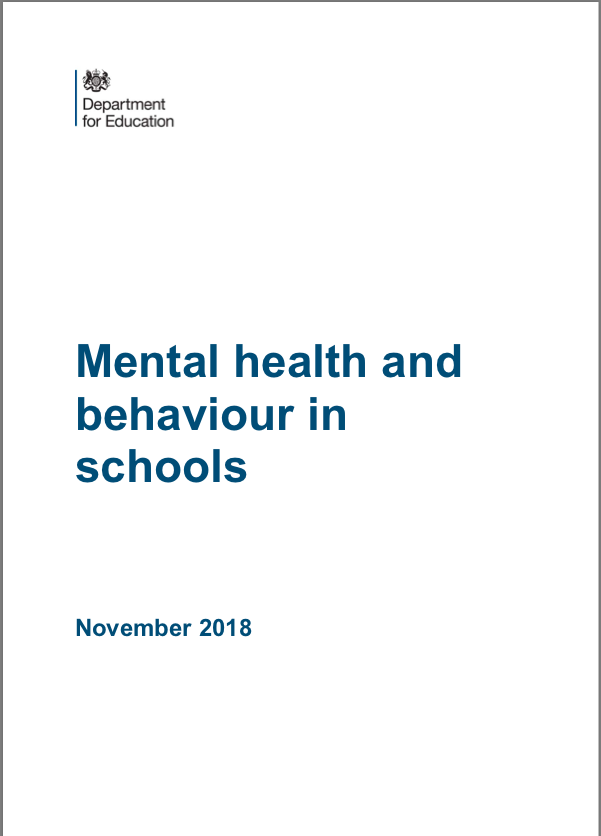 Department
for Education
Mental health and
behaviour in
schools
November 2018